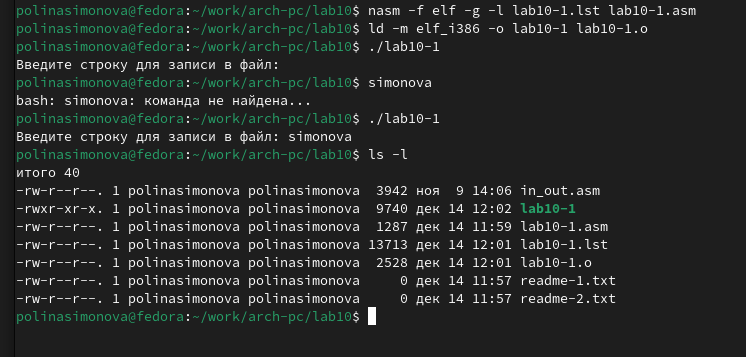 polinasimonova@fedora:~/work/arch-pc/lab10$ nasm -f elf -g -l lab10-1.lst lab10-1.asm
polinasimonova@fedora:~/work/arch-pc/lab10$ ld -m elf_i386 -o lab10-1 lab10-1.o
polinasimonova@fedora:~/work/arch-pc/lab10$ ./lab10-1
Введите строку для записи в файл:
polinasimonova@fedora:~/work/arch-pc/lab10$ simonova
bash: simonova: команда не найдена...
polinasimonova@fedora:~/work/arch-pc/lab10$ ./lab10-1
Введите строку для записи в файл: simonova
polinasimonova@fedora:~/work/arch-pc/lab10$ ls -l
итого 40
-rw-r--r--. 1 polinasimonova polinasimonova  3942 ноя  9 14:06 in_out.asm
-rwxr-xr-x. 1 polinasimonova polinasimonova  9740 дек 14 12:02 lab10-1
-rw-r--r--. 1 polinasimonova polinasimonova  1287 дек 14 11:59 lab10-1.asm
-rw-r--r--. 1 polinasimonova polinasimonova 13713 дек 14 12:01 lab10-1.lst
-rw-r--r--. 1 polinasimonova polinasimonova  2528 дек 14 12:01 lab10-1.o
-rw-r--r--. 1 polinasimonova polinasimonova     0 дек 14 11:57 readme-1.txt
-rw-r--r--. 1 polinasimonova polinasimonova     0 дек 14 11:57 readme-2.txt
polinasimonova@fedora:~/work/arch-pc/lab10$